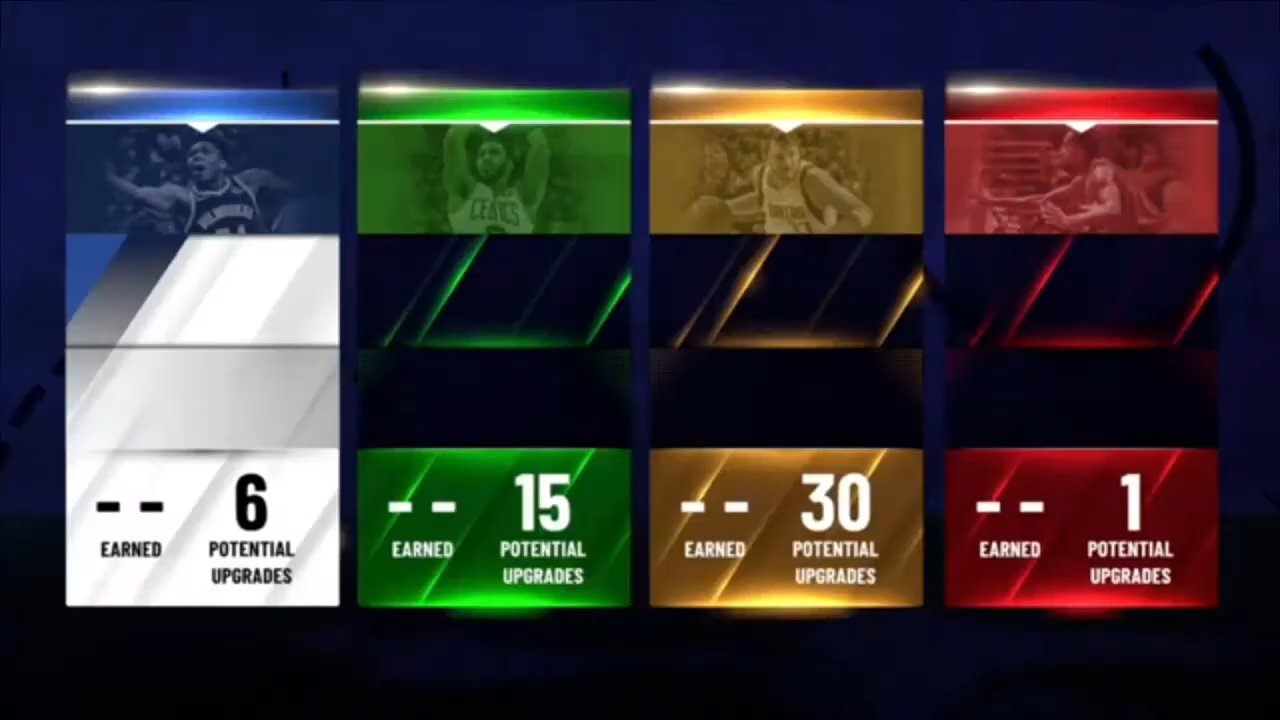 CELTICS
-- 6
EARNED POTENTIAL
UPGRADES
-- 15
EARNED POTENTIAL
UPGRADES
-- 30
EARNED POTENTIAL
UPGRADES
-- 1
EARNED POTENTIAL
UPGRADES